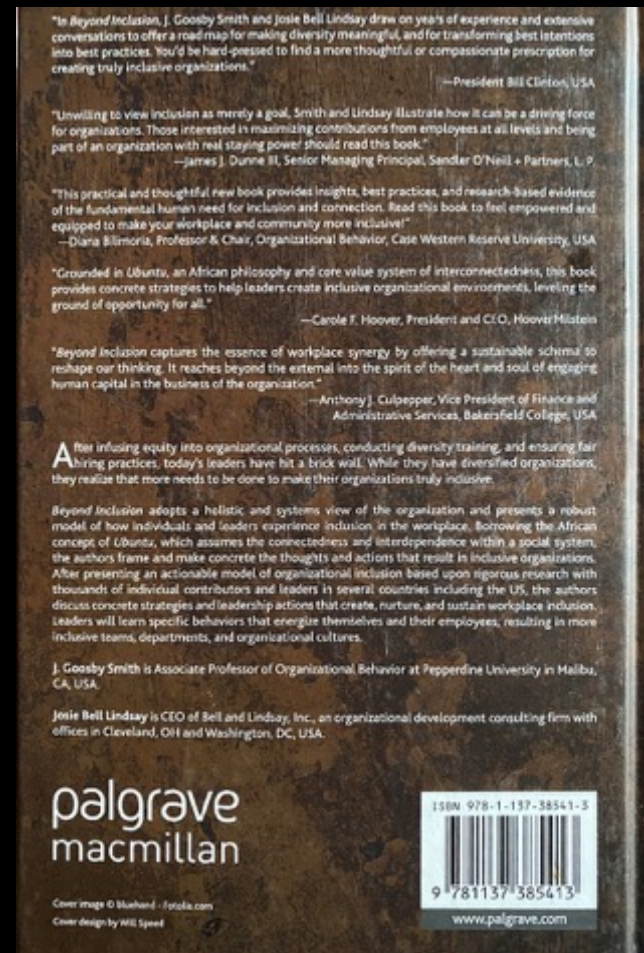 "In Beyond Inclusion, J. Goosby Smith and Josie Bell Lindsay draw on years of experience and extensive
conversations to offer a road map for making diversity meaningful, and for transforming best intentions
into best practices. You'd be hard-pressed to find a more thoughtful or compassionate prescription for
creating truly inclusive organizations."
—President Bill Clinton, USA
"Unwilling to view inclusion as merely a goal, Smith and Lindsay illustrate how it can be a driving force
for organizations. Those interested in maximizing contributions from employees at all levels and being
part of an organization with real staying power should read this book."
—James J. Dunne III, Senior Managing Principal, Sandler O'Neill + Partners, L. P.
"This practical and thoughtful new book provides insights, best practices, and research-based evidence
of the fundamental human need for inclusion and connection. Read this book to feel empowered and
equipped to make your workplace and community more inclusive!"
—Diana Bilimoria, Professor & Chair, Organizational Behavior, Case Western Reserve University, USA
"Grounded in Ubuntu, an African philosophy and core value system of interconnectedness, this book
provides concrete strategies to help leaders create inclusive organizational environments, leveling the
ground of opportunity for all."
—Carole F. Hoover, President and CEO, HooverMilstein
"Beyond Inclusion captures the essence of workplace synergy by offering a sustainable schema to
reshape our thinking. It reaches beyond the external into the spirit of the heart and soul of engaging
human capital in the business of the organization."
—Anthony J. Culpepper, Vice President of Finance and
Administrative Services, Bakersfield College, USA
After infusing equity into organizational processes, conducting diversity training, and ensuring fair
hiring practices, today's leaders have hit a brick wall. While they have diversified organizations,
they realize that more needs to be done to make their organizations truly inclusive.
Beyond Inclusion adopts a holistic and systems view of the organization and presents a robust
model of how individuals and leaders experience inclusion in the workplace. Borrowing the African
concept of Ubuntu, which assumes the connectedness and interdependence within a social system,
the authors frame and make concrete the thoughts and actions that result in inclusive organizations.
After presenting an actionable model of organizational inclusion based upon rigorous research with
thousands of individual contributors and leaders in several countries including the US, the authors
discuss concrete strategies and leadership actions that create, nurture, and sustain workplace inclusion.
Leaders will learn specific behaviors that energize themselves and their employees, resulting in more
inclusive teams, departments, and organizational cultures.
J. Goosby Smith is Associate Professor of Organizational Behavior at Pepperdine University in Malibu,
CA, USA.
Josie Bell Lindsay is CEO of Bell and Lindsay, Inc., an organizational development consulting firm with
offices in Cleveland, OH and Washington, DC, USA.
palgrave
macmillan
ISBN 978-1-137-38541-3
9 781137 385413
www.palgrave.com
Cover image © bluehand - Fotolia.com
Cover design by Will Speed